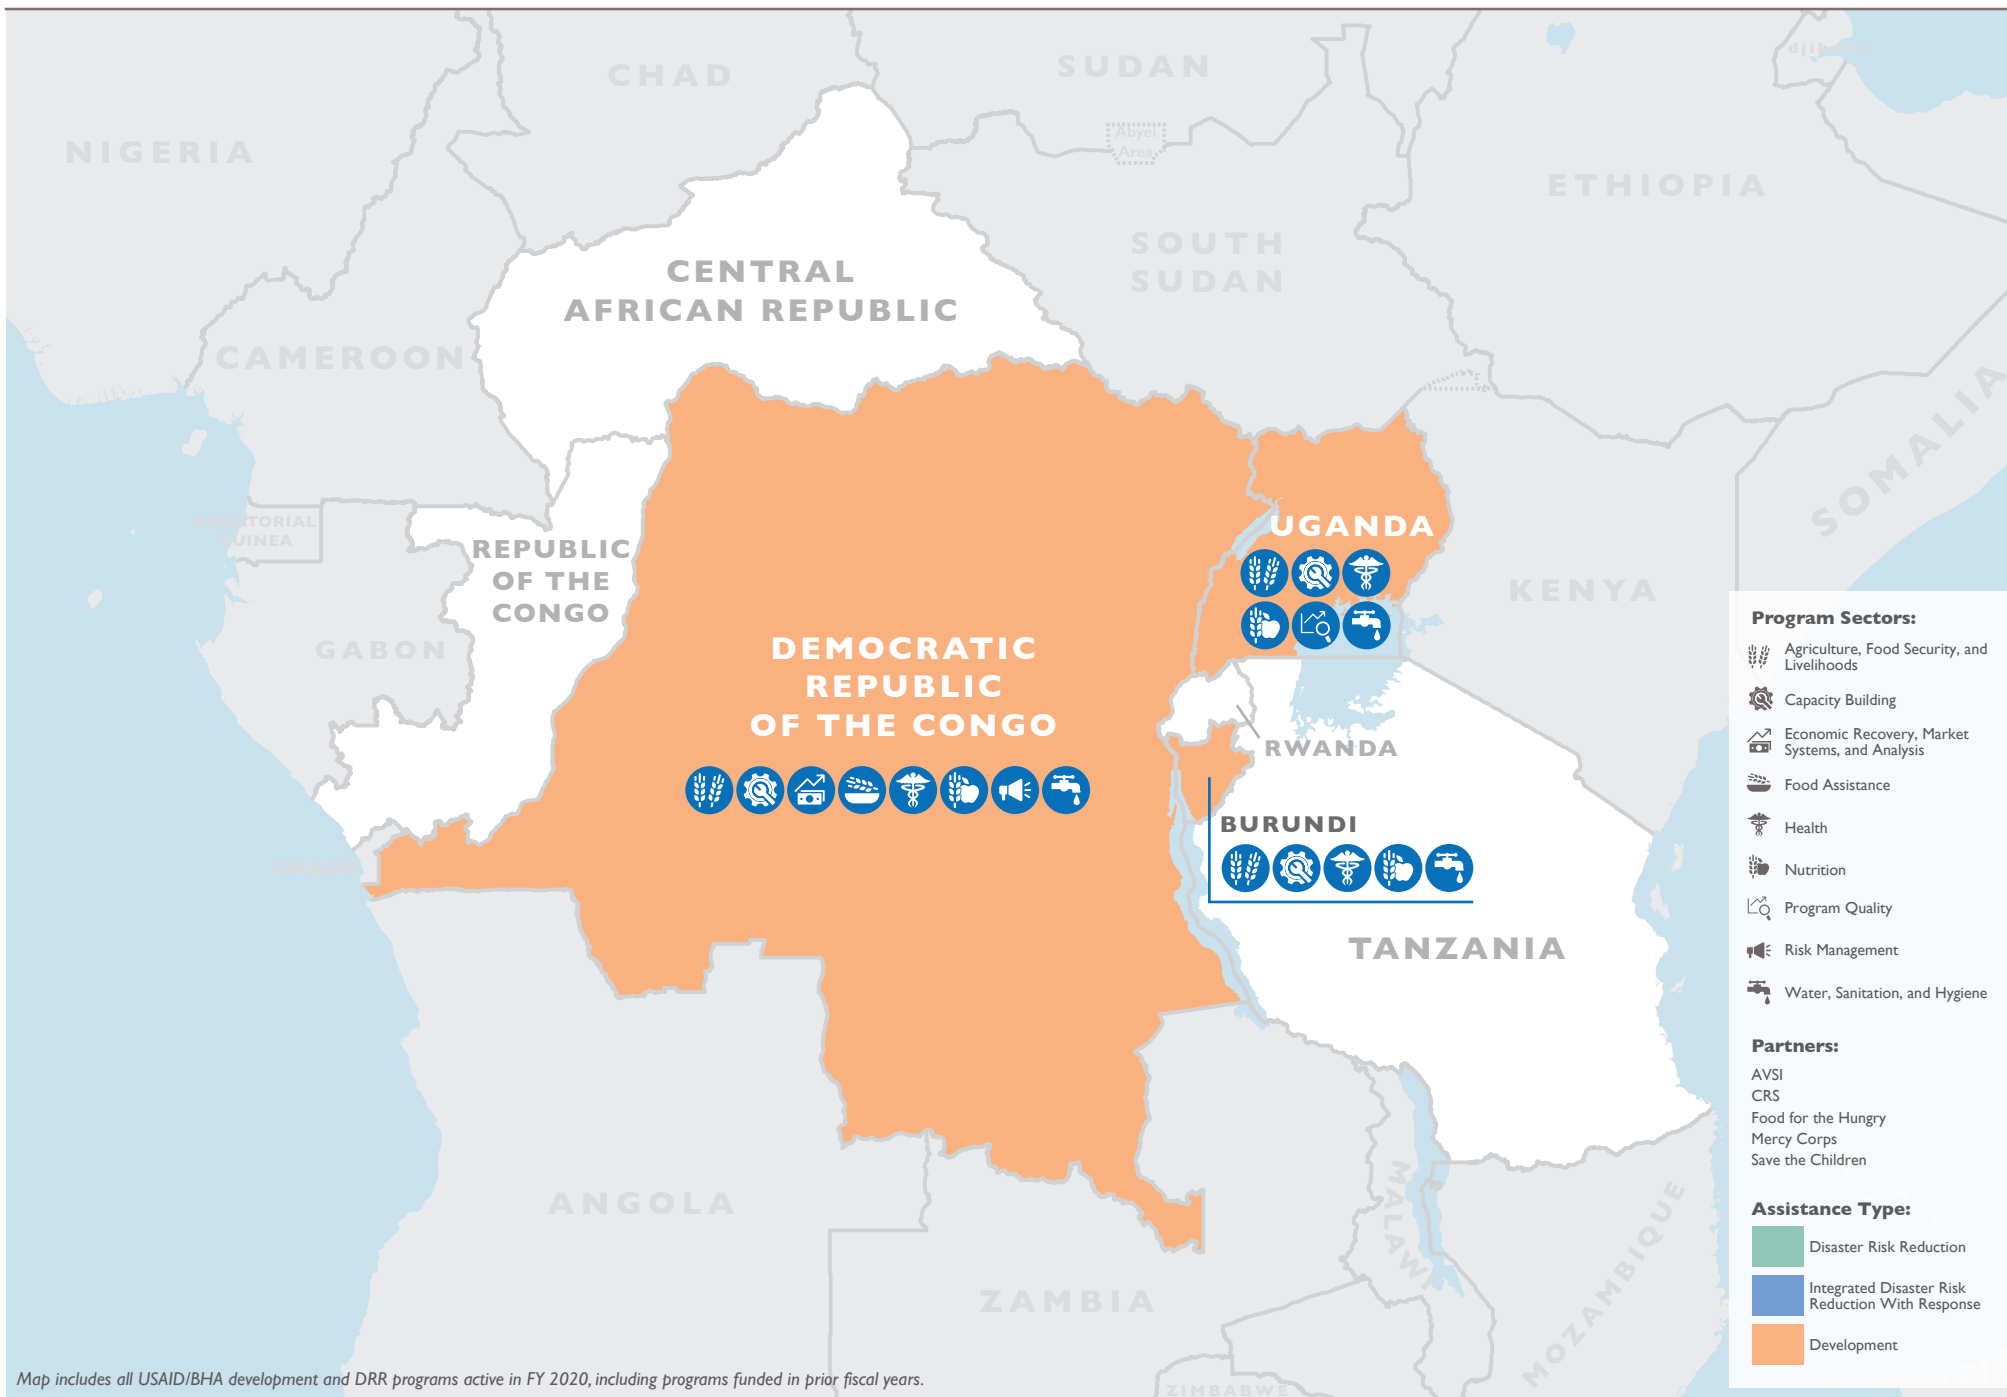 CHAD
SUDAN
NIGERIA
Abyei
Area
ETHIOPIA
SOUTH
SUDAN
CENTRAL
AFRICAN REPUBLIC
CAMEROON
SOMALIA
UGANDA
REPUBLIC
OF THE
CONGO
GUINEA
KENYA
GABON
DEMOCRATIC
REPUBLIC
OF THE CONGO
RWANDA
BURUNDI
TANZANIA
ANGOLA
ZAMBIA
MALAWI
MOZAMBIQUE
ZIMBABWE
Program Sectors:
Agriculture, Food Security, and
Livelihoods
Capacity Building
Economic Recovery, Market
Systems, and Analysis
Food Assistance
Health
Nutrition
Program Quality
Risk Management
Water, Sanitation, and Hygiene
Partners:
AVSI
CRS
Food for the Hungry
Mercy Corps
Save the Children
Assistance Type:
Disaster Risk Reduction
Integrated Disaster Risk
Reduction With Response
Development
Map includes all USAID/BHA development and DRR programs active in FY 2020, including programs funded in prior fiscal years.